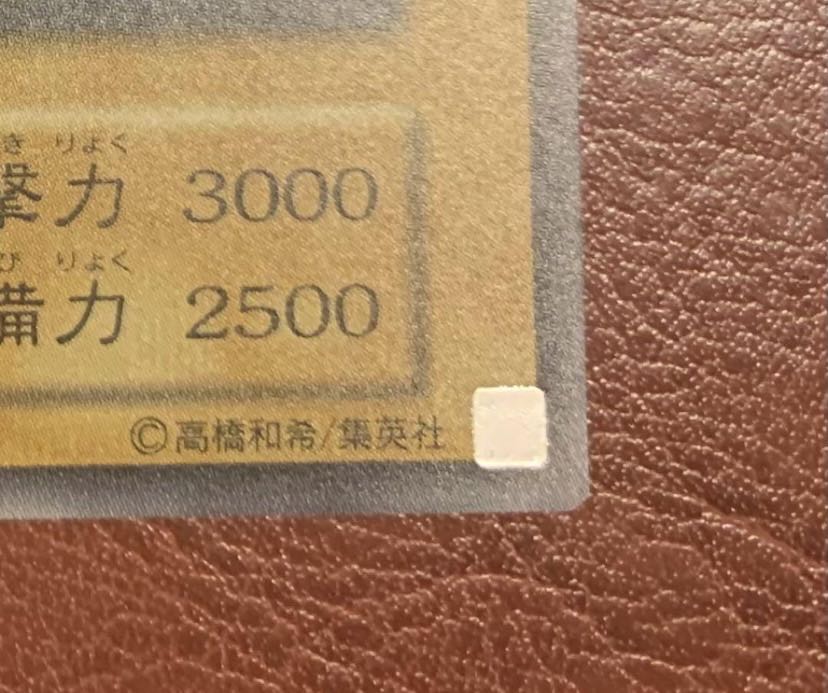 き りょく
撃力 3000
び りょく
備力 2500
©高橋和希/集英社